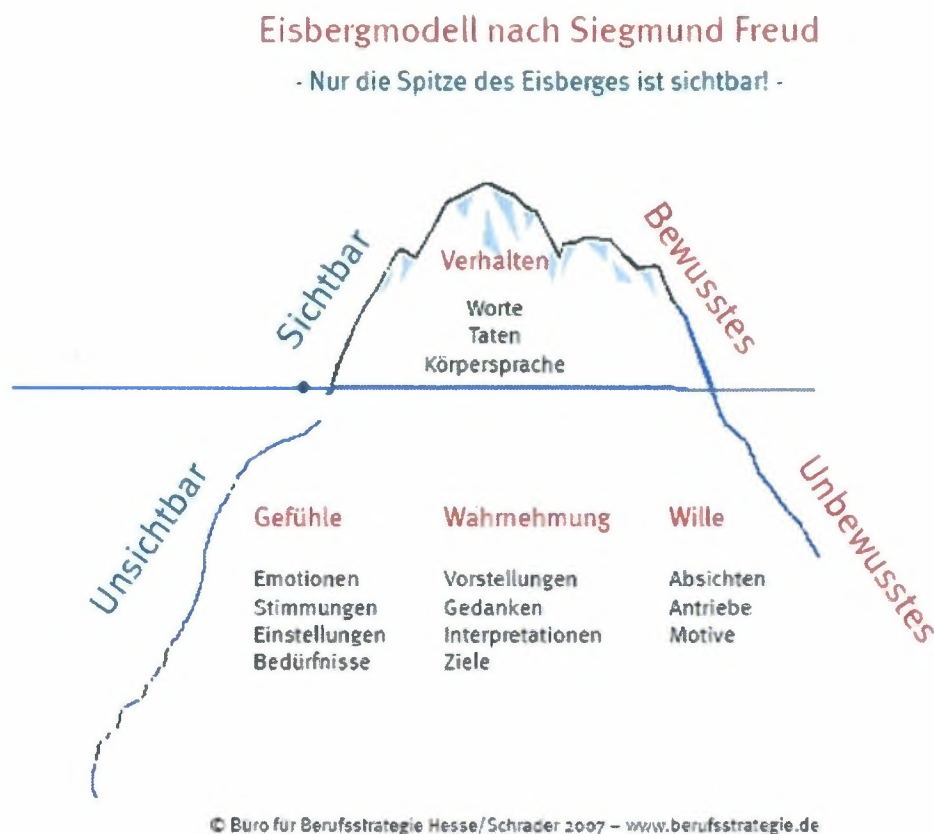 Eisbergmodell nach Siegmund Freud
- Nur die Spitze des Eisberges ist sichtbar! -
Sichtbar
Bewusstes
Verhalten
Worte
Taten
Körpersprache
Unsichtbar
Unbewusstes
Gefühle Wahrnehmung Wille
Emotionen Vorstellungen Absichten
Stimmungen Gedanken Antriebe
Einstellungen Interpretationen Motive
Bedürfnisse Ziele
© Büro für Berufsstrategie Hesse/Schrader 2007 – www.berufsstrategie.de